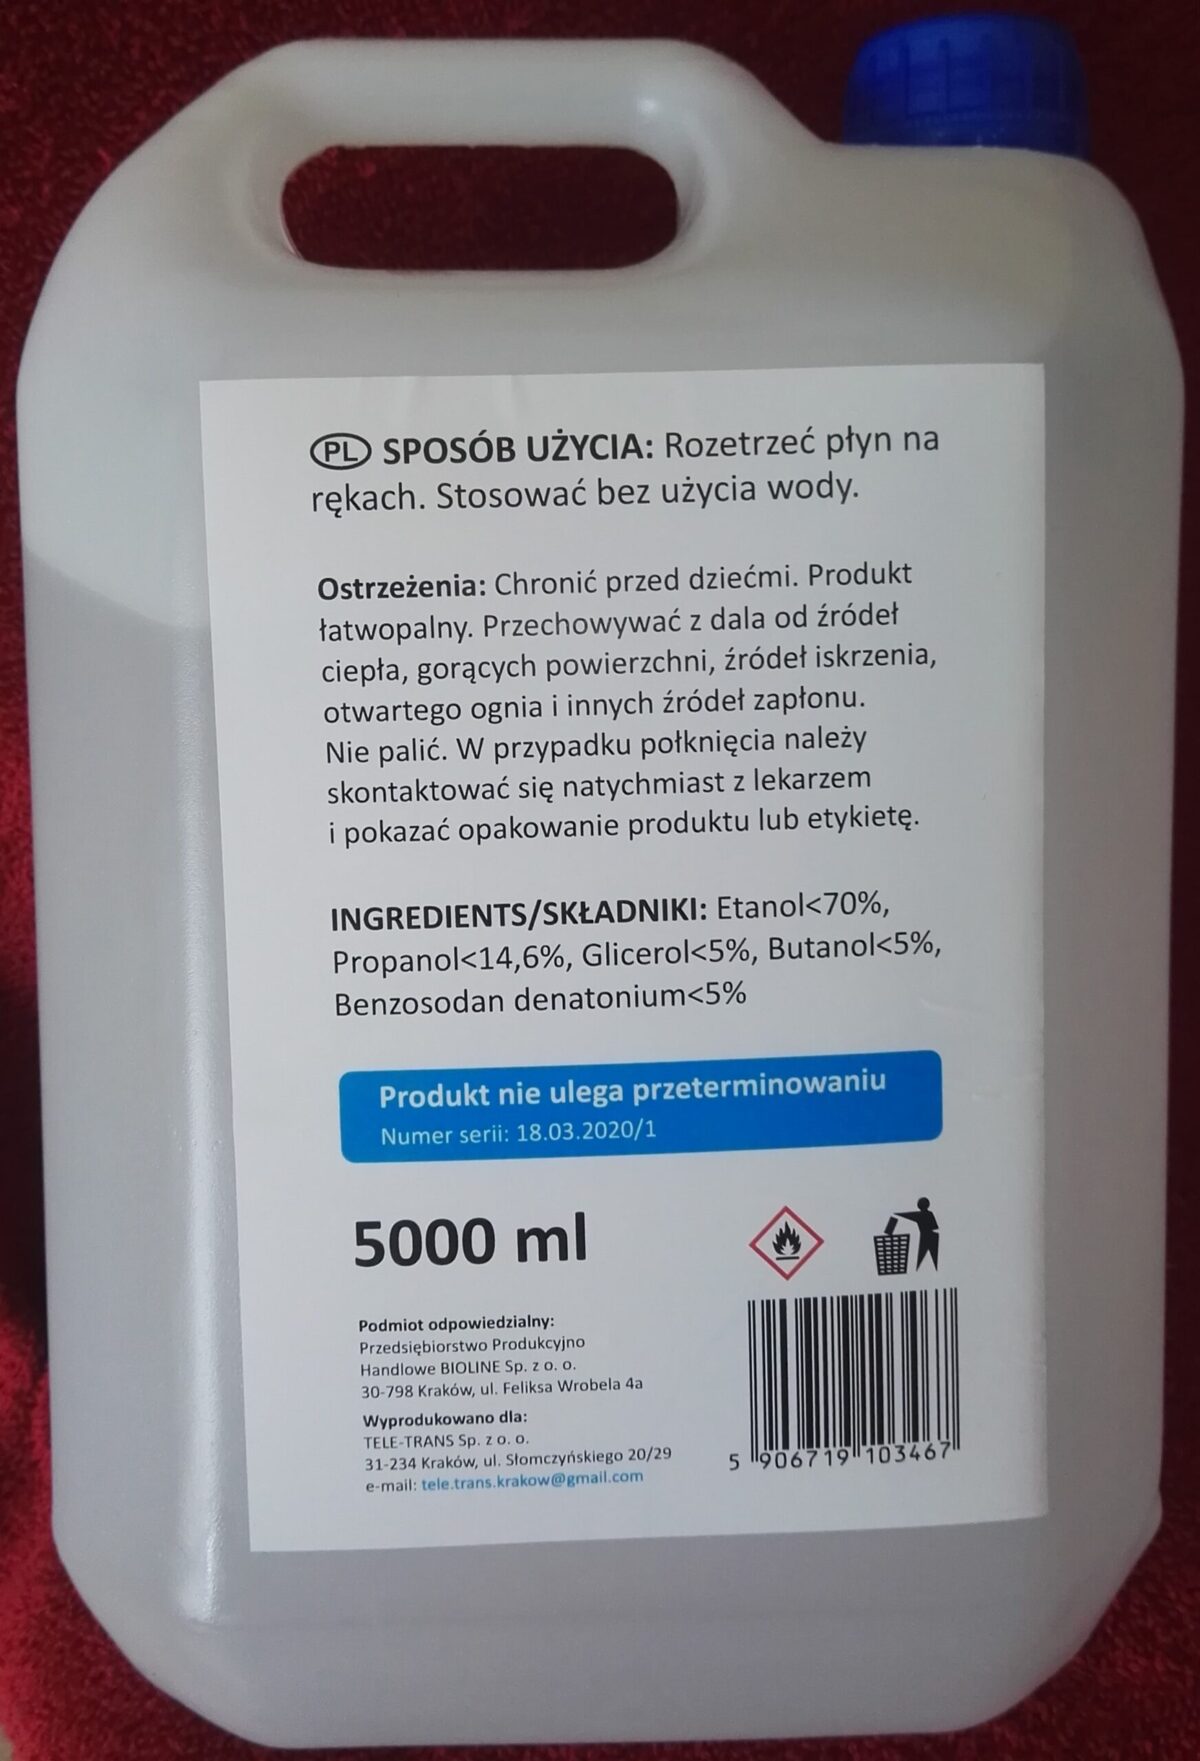 PL SPOSÓB UŻYCIA: Rozetrzeć płyn na
rękach. Stosować bez użycia wody.
Ostrzeżenia: Chronić przed dziećmi. Produkt
łatwopalny. Przechowywać z dala od źródeł
ciepła, gorących powierzchni, źródeł iskrzenia,
otwartego ognia i innych źródeł zapłonu.
Nie palić. W przypadku połknięcia należy
skontaktować się natychmiast z lekarzem
i pokazać opakowanie produktu lub etykietę.
INGREDIENTS/SKŁADNIKI: Etanol<70%,
Propanol<14,6%, Glicerol<5%, Butanol<5%,
Benzosodan denatonium<5%
Produkt nie ulega przeterminowaniu
Numer serii: 18.03.2020/1
5000 ml
Podmiot odpowiedzialny:
Przedsiębiorstwo Produkcyjno
Handlowe BIOLINE Sp. z o. o.
30-798 Kraków, ul. Feliksa Wrobela 4a
Wyprodukowano dla:
TELE-TRANS Sp. z o. o.
31-234 Kraków, ul. Słomczyńskiego 20/29
e-mail: tele.trans.krakow@gmail.com
5 906719 103467